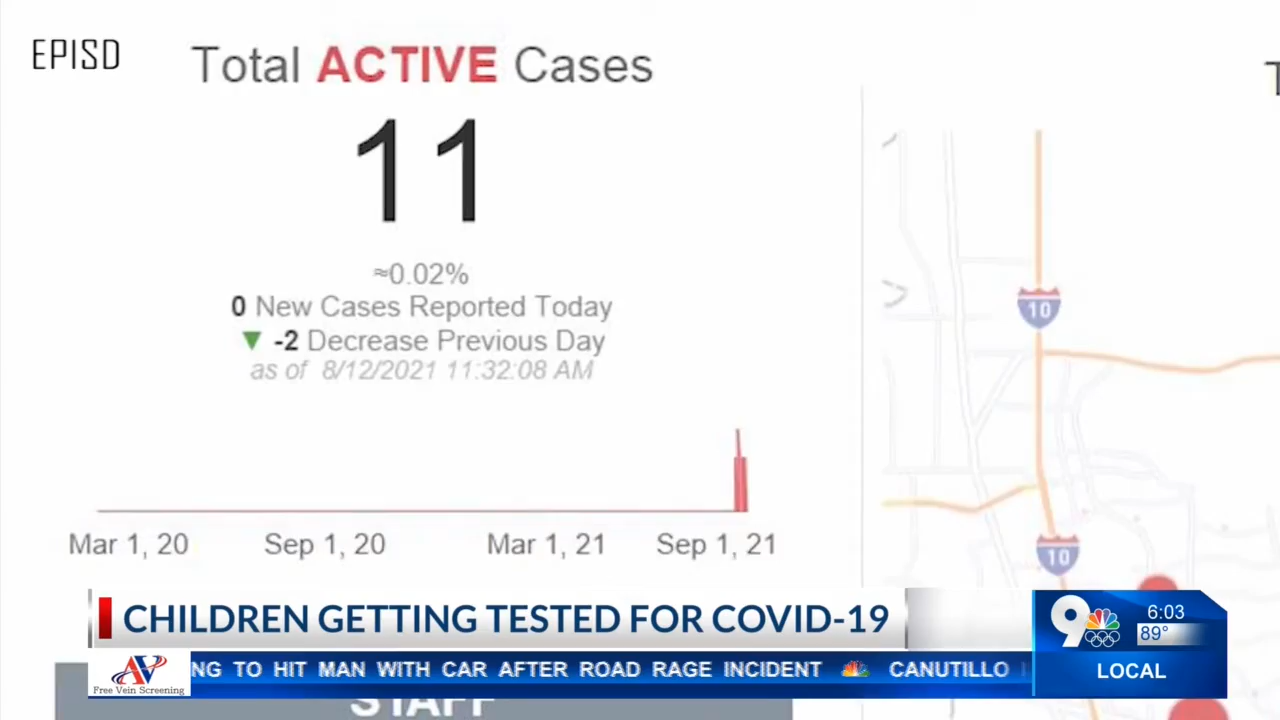 EPISD
Total ACTIVE Cases
11
≈0.02%
0 New Cases Reported Today
▼ -2 Decrease Previous Day
as of 8/12/2021 11:32:08 AM
Mar 1, 20
Sep 1, 20
Mar 1, 21
Sep 1, 21
10
10
CHILDREN GETTING TESTED FOR COVID-19
9
6:03
89°
LOCAL
AV
Free Vein Screening
NG TO HIT MAN WITH CAR AFTER ROAD RAGE INCIDENT CANUTILLO
STAFF